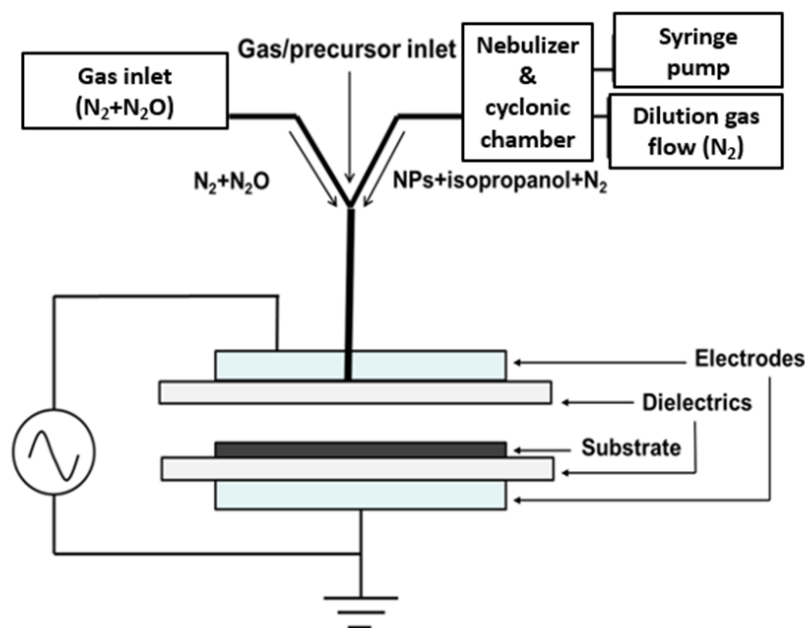 Gas inlet
(N₂+N₂O)
Gas/precursor inlet
Nebulizer
&
cyclonic
chamber
Syringe
pump
Dilution gas
flow (N₂)
N₂+N₂O
NPs+isopropanol+N₂
Electrodes
Dielectrics
Substrate